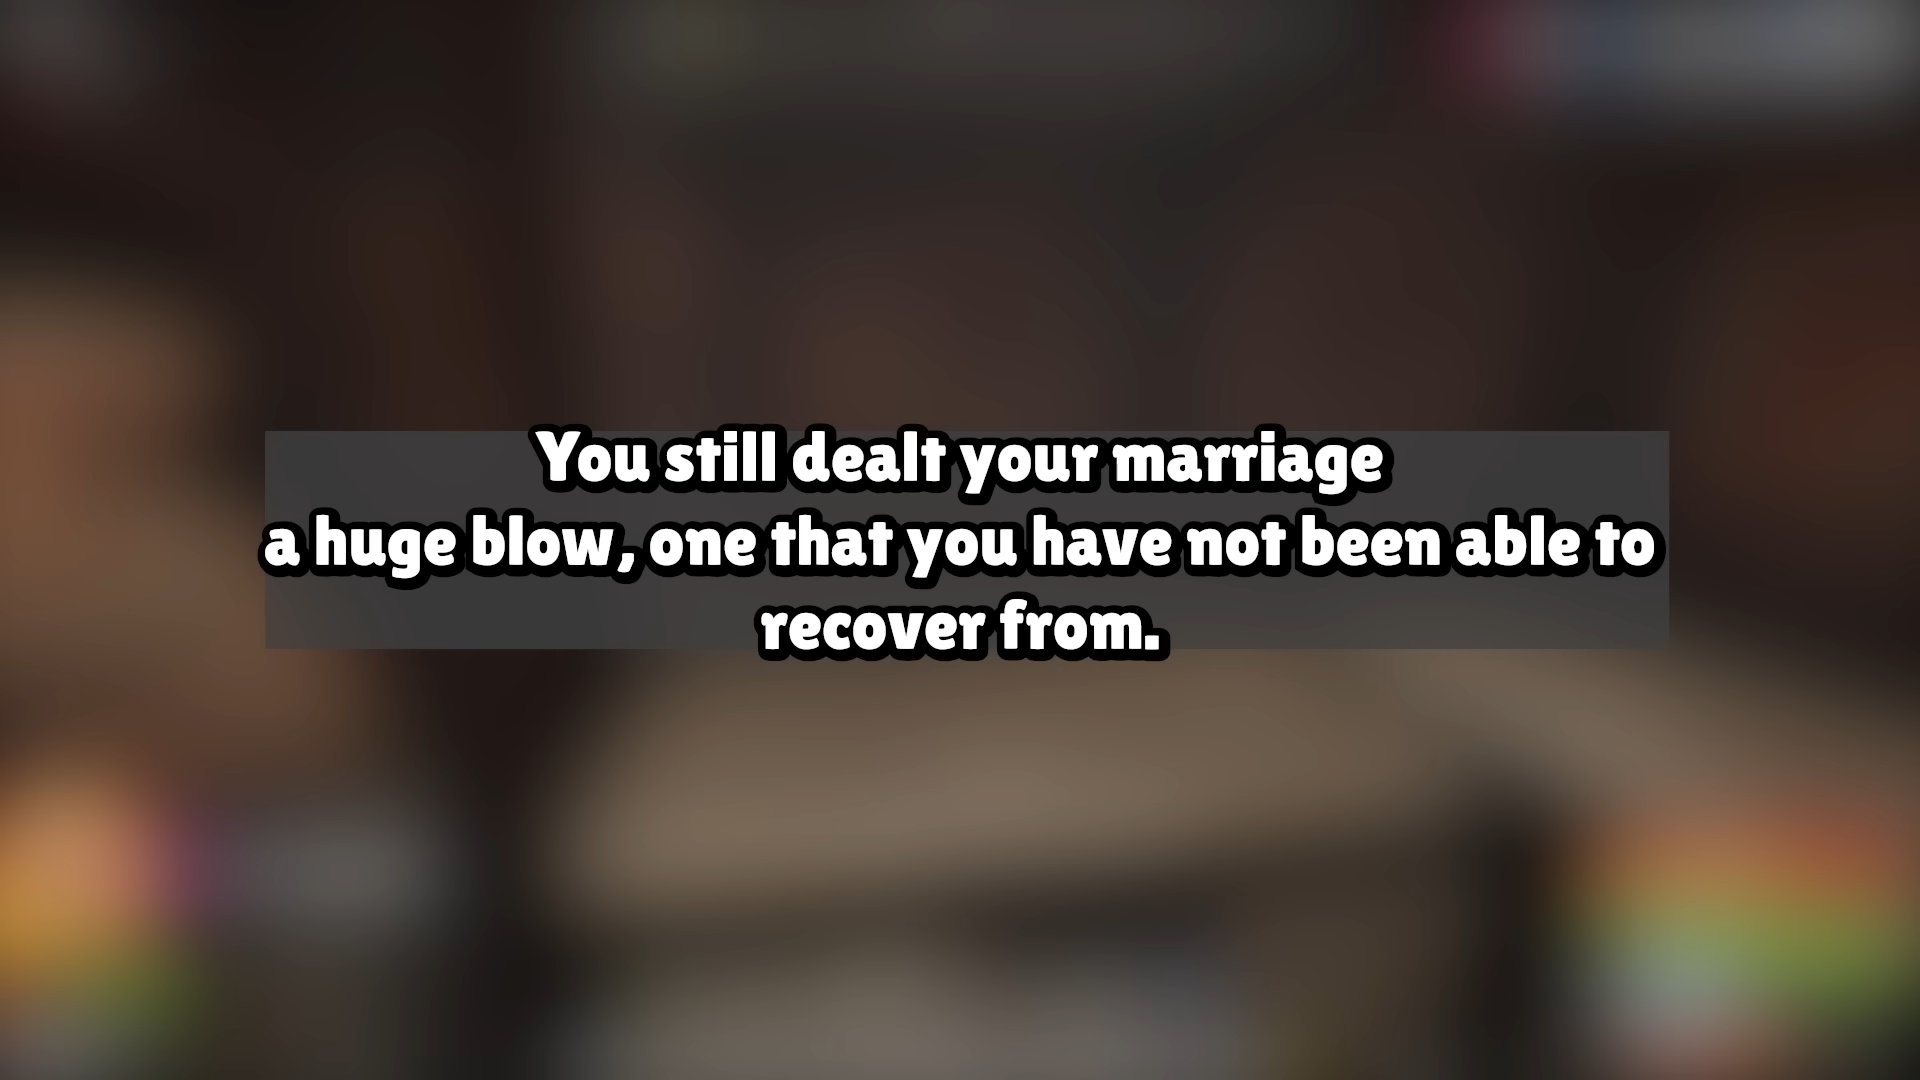 You still dealt your marriage
a huge blow, one that you have not been able to
recover from.